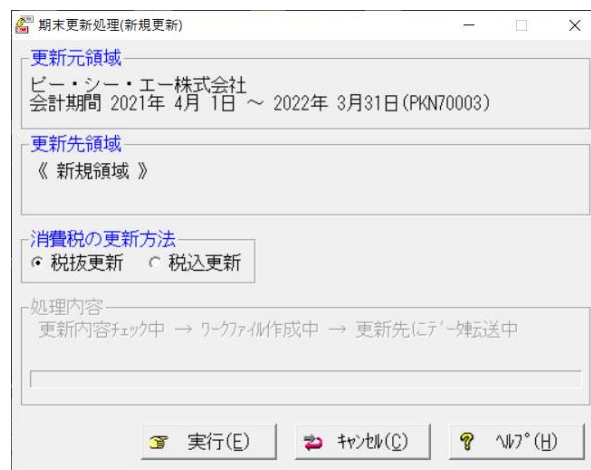 期末更新処理(新規更新)
更新元領域
ビー・シー・エー株式会社
会計期間 2021年 4月 1日 ～ 2022年 3月31日(PKN70003)
更新先領域
《 新規領域 》
消費税の更新方法
税抜更新 税込更新
処理内容
更新内容ﾁｪｯｸ中 → ﾜｰｸﾌｧｲﾙ作成中 → 更新先にﾃﾞｰﾀ転送中
実行(E) ｷｬﾝｾﾙ(C) ﾍﾙﾌﾟ(H)